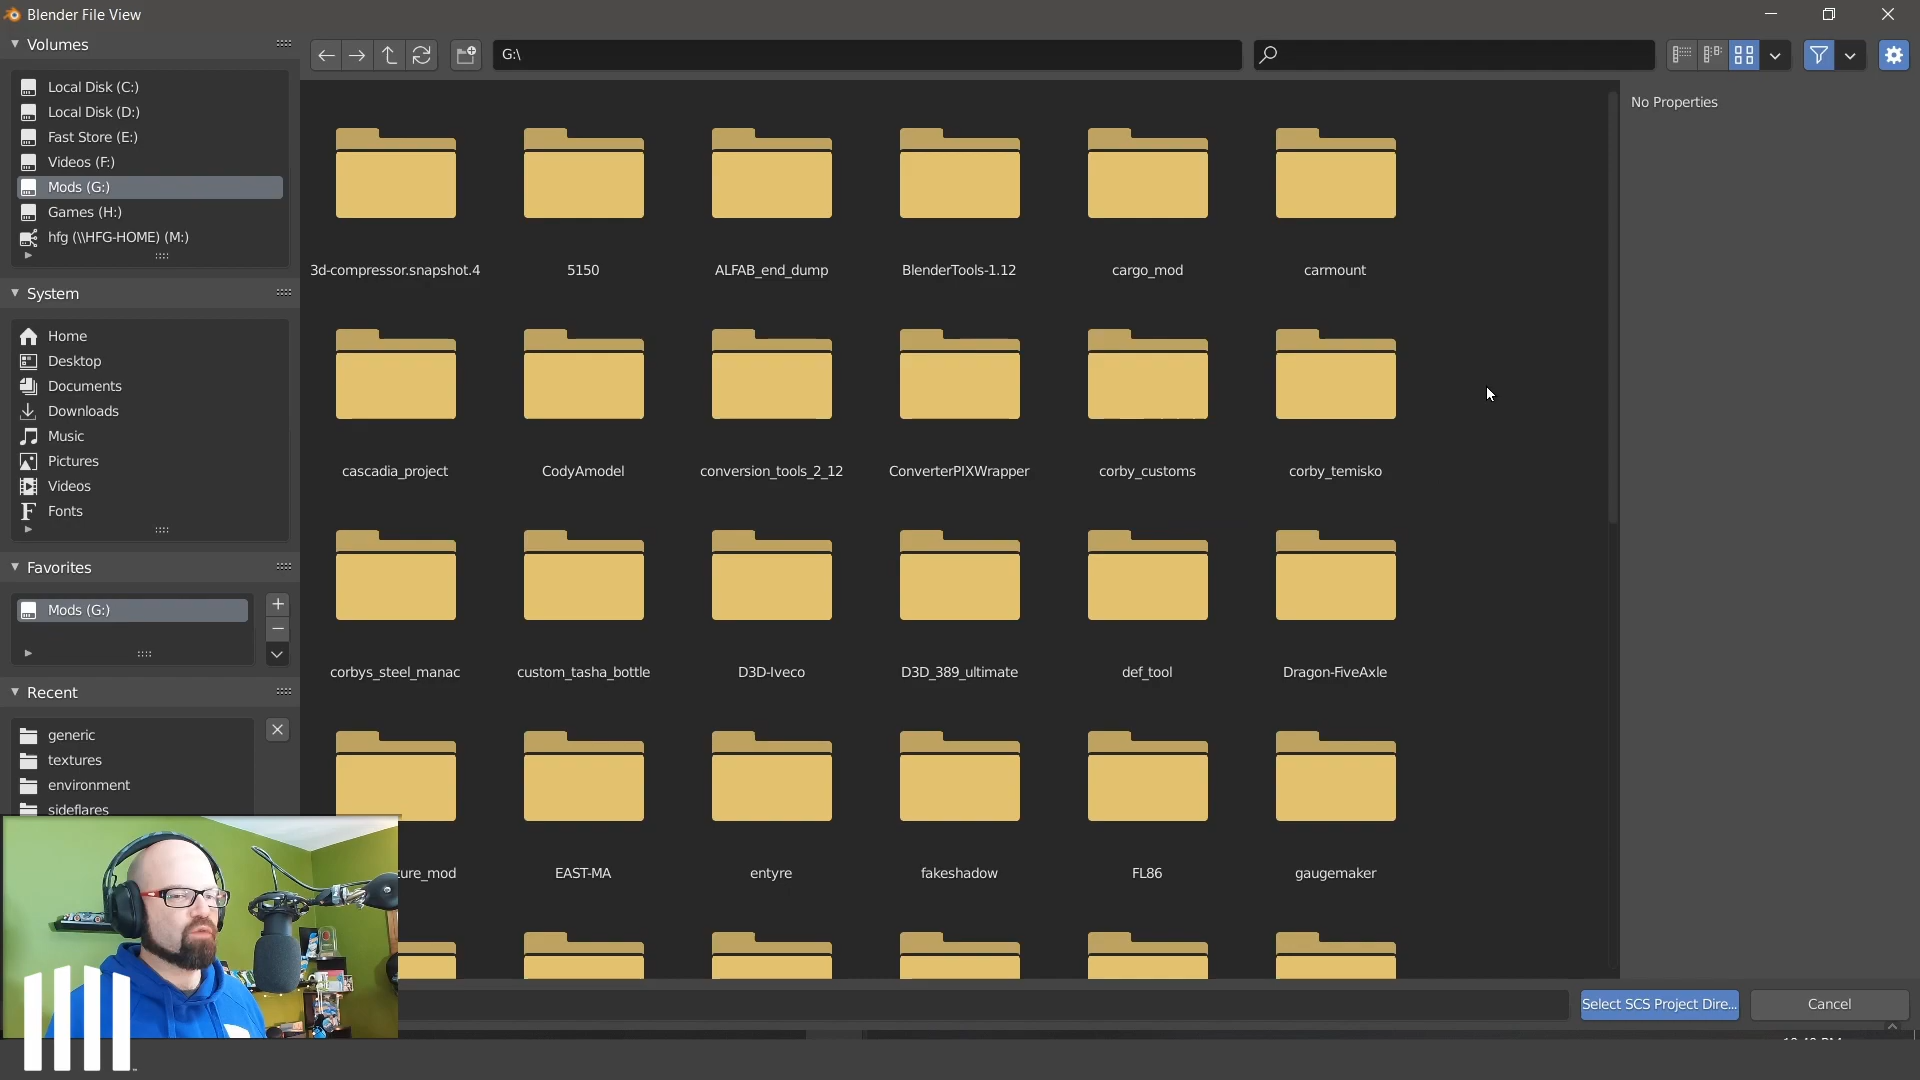 Blender File View
Volumes
G:\
Local Disk (C:)
Local Disk (D:)
Fast Store (E:)
Videos (F:)
Mods (G:)
Games (H:)
hfg (\\HFG-HOME) (M:)
System
Home
Desktop
Documents
Downloads
Music
Pictures
Videos
Fonts
Favorites
Mods (G:)
Recent
generic
textures
environment
sideflares
3d-compressor.snapshot.4
5150
ALFAB_end_dump
BlenderTools-1.12
cargo_mod
carmount
cascadia_project
CodyAmodel
conversion_tools_2_12
ConverterPIXWrapper
corby_customs
corby_temisko
corbys_steel_manac
custom_tasha_bottle
D3D-Iveco
D3D_389_ultimate
def_tool
Dragon-FiveAxle
ture_mod
EAST-MA
entyre
fakeshadow
FL86
gaugemaker
No Properties
Select SCS Project Dire...
Cancel